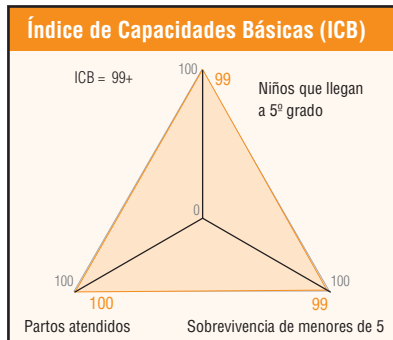 Índice de Capacidades Básicas (ICB)
ICB = 99+
100
99
Niños que llegan
a 5º grado
0
100
100
100
99
Partos atendidos
Sobrevivencia de menores de 5